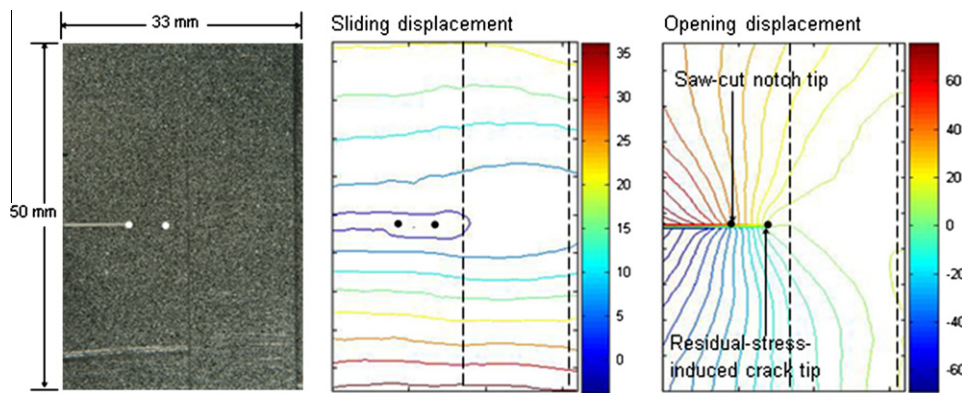 33 mm
50 mm
Sliding displacement
35
30
25
20
15
10
5
0
Opening displacement
Saw-cut notch tip
Residual-stress-
induced crack tip
60
40
20
0
-20
-40
-60